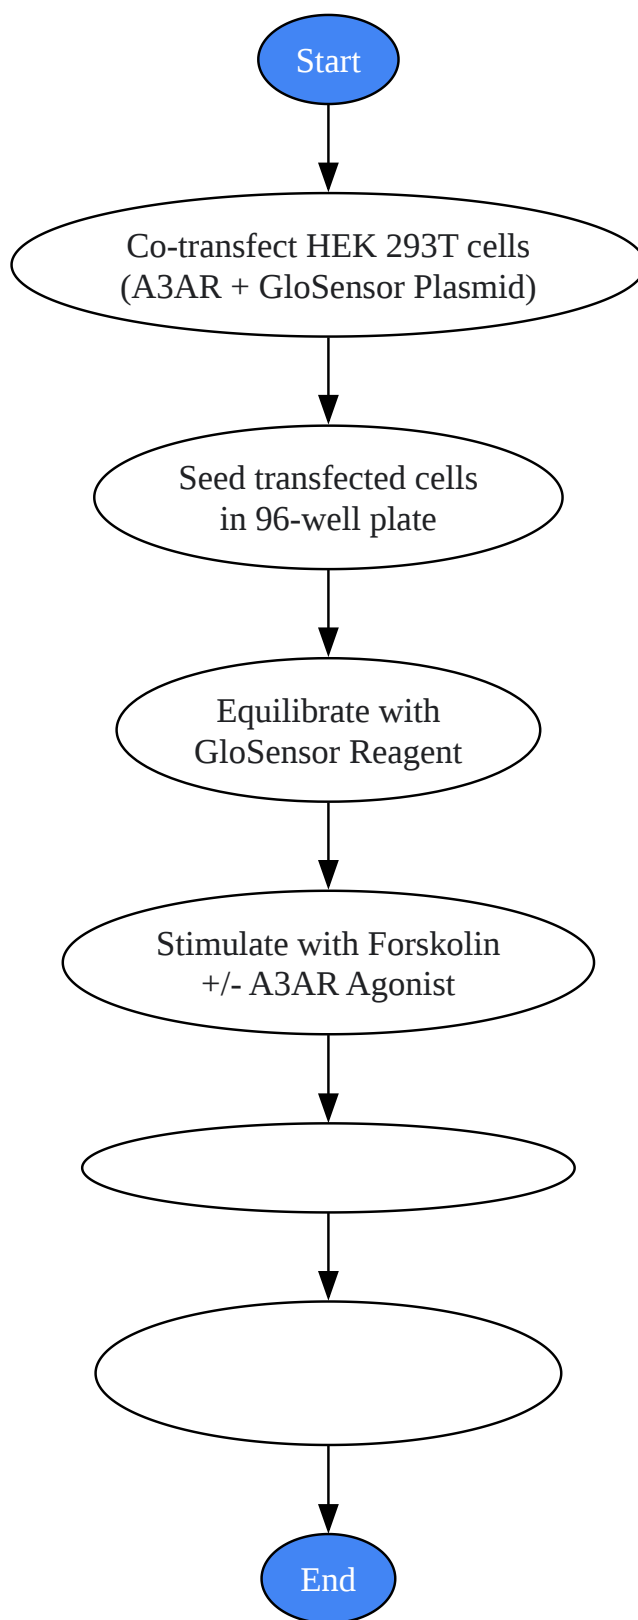 Start
Co-transfect HEK 293T cells
(A3AR + GloSensor Plasmid)
Seed transfected cells
in 96-well plate
Equilibrate with
GloSensor Reagent
Stimulate with Forskolin
+/- A3AR Agonist
End